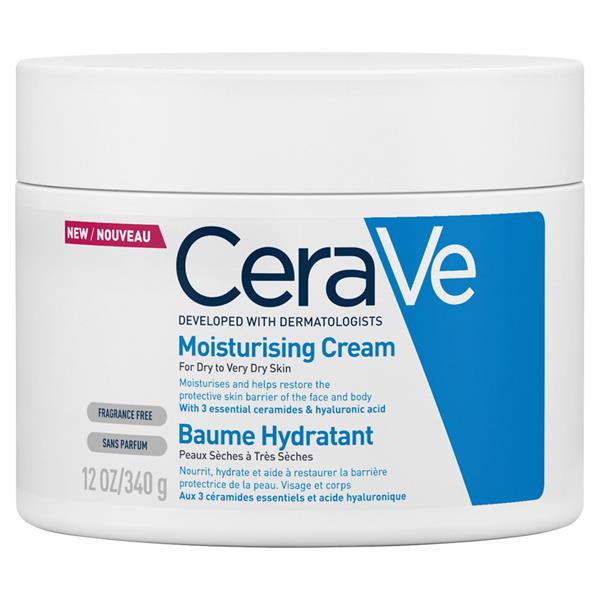 NEW / NOUVEAU
CeraVe
DEVELOPED WITH DERMATOLOGISTS
Moisturising Cream
For Dry to Very Dry Skin
Moisturises and helps restore the
protective skin barrier of the face and body
With 3 essential ceramides & hyaluronic acid
FRAGRANCE FREE
SANS PARFUM
12 OZ/340 g
Baume Hydratant
Peaux Sèches à Très Sèches
Nourrit, hydrate et aide à restaurer la barrière
protectrice de la peau. Visage et corps
Aux 3 céramides essentiels et acide hyaluronique